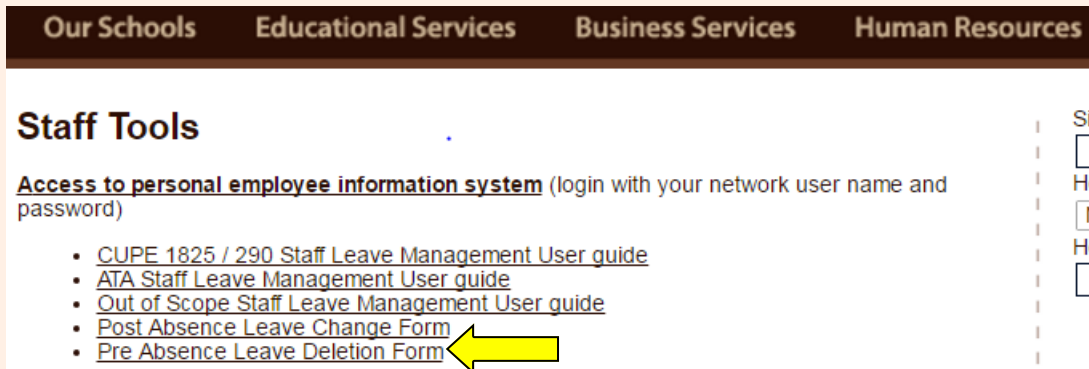 Our Schools Educational Services Business Services Human Resources
Staff Tools
Access to personal employee information system (login with your network user name and
password)
• CUPE 1825 / 290 Staff Leave Management User guide
• ATA Staff Leave Management User guide
• Out of Scope Staff Leave Management User guide
• Post Absence Leave Change Form
• Pre Absence Leave Deletion Form